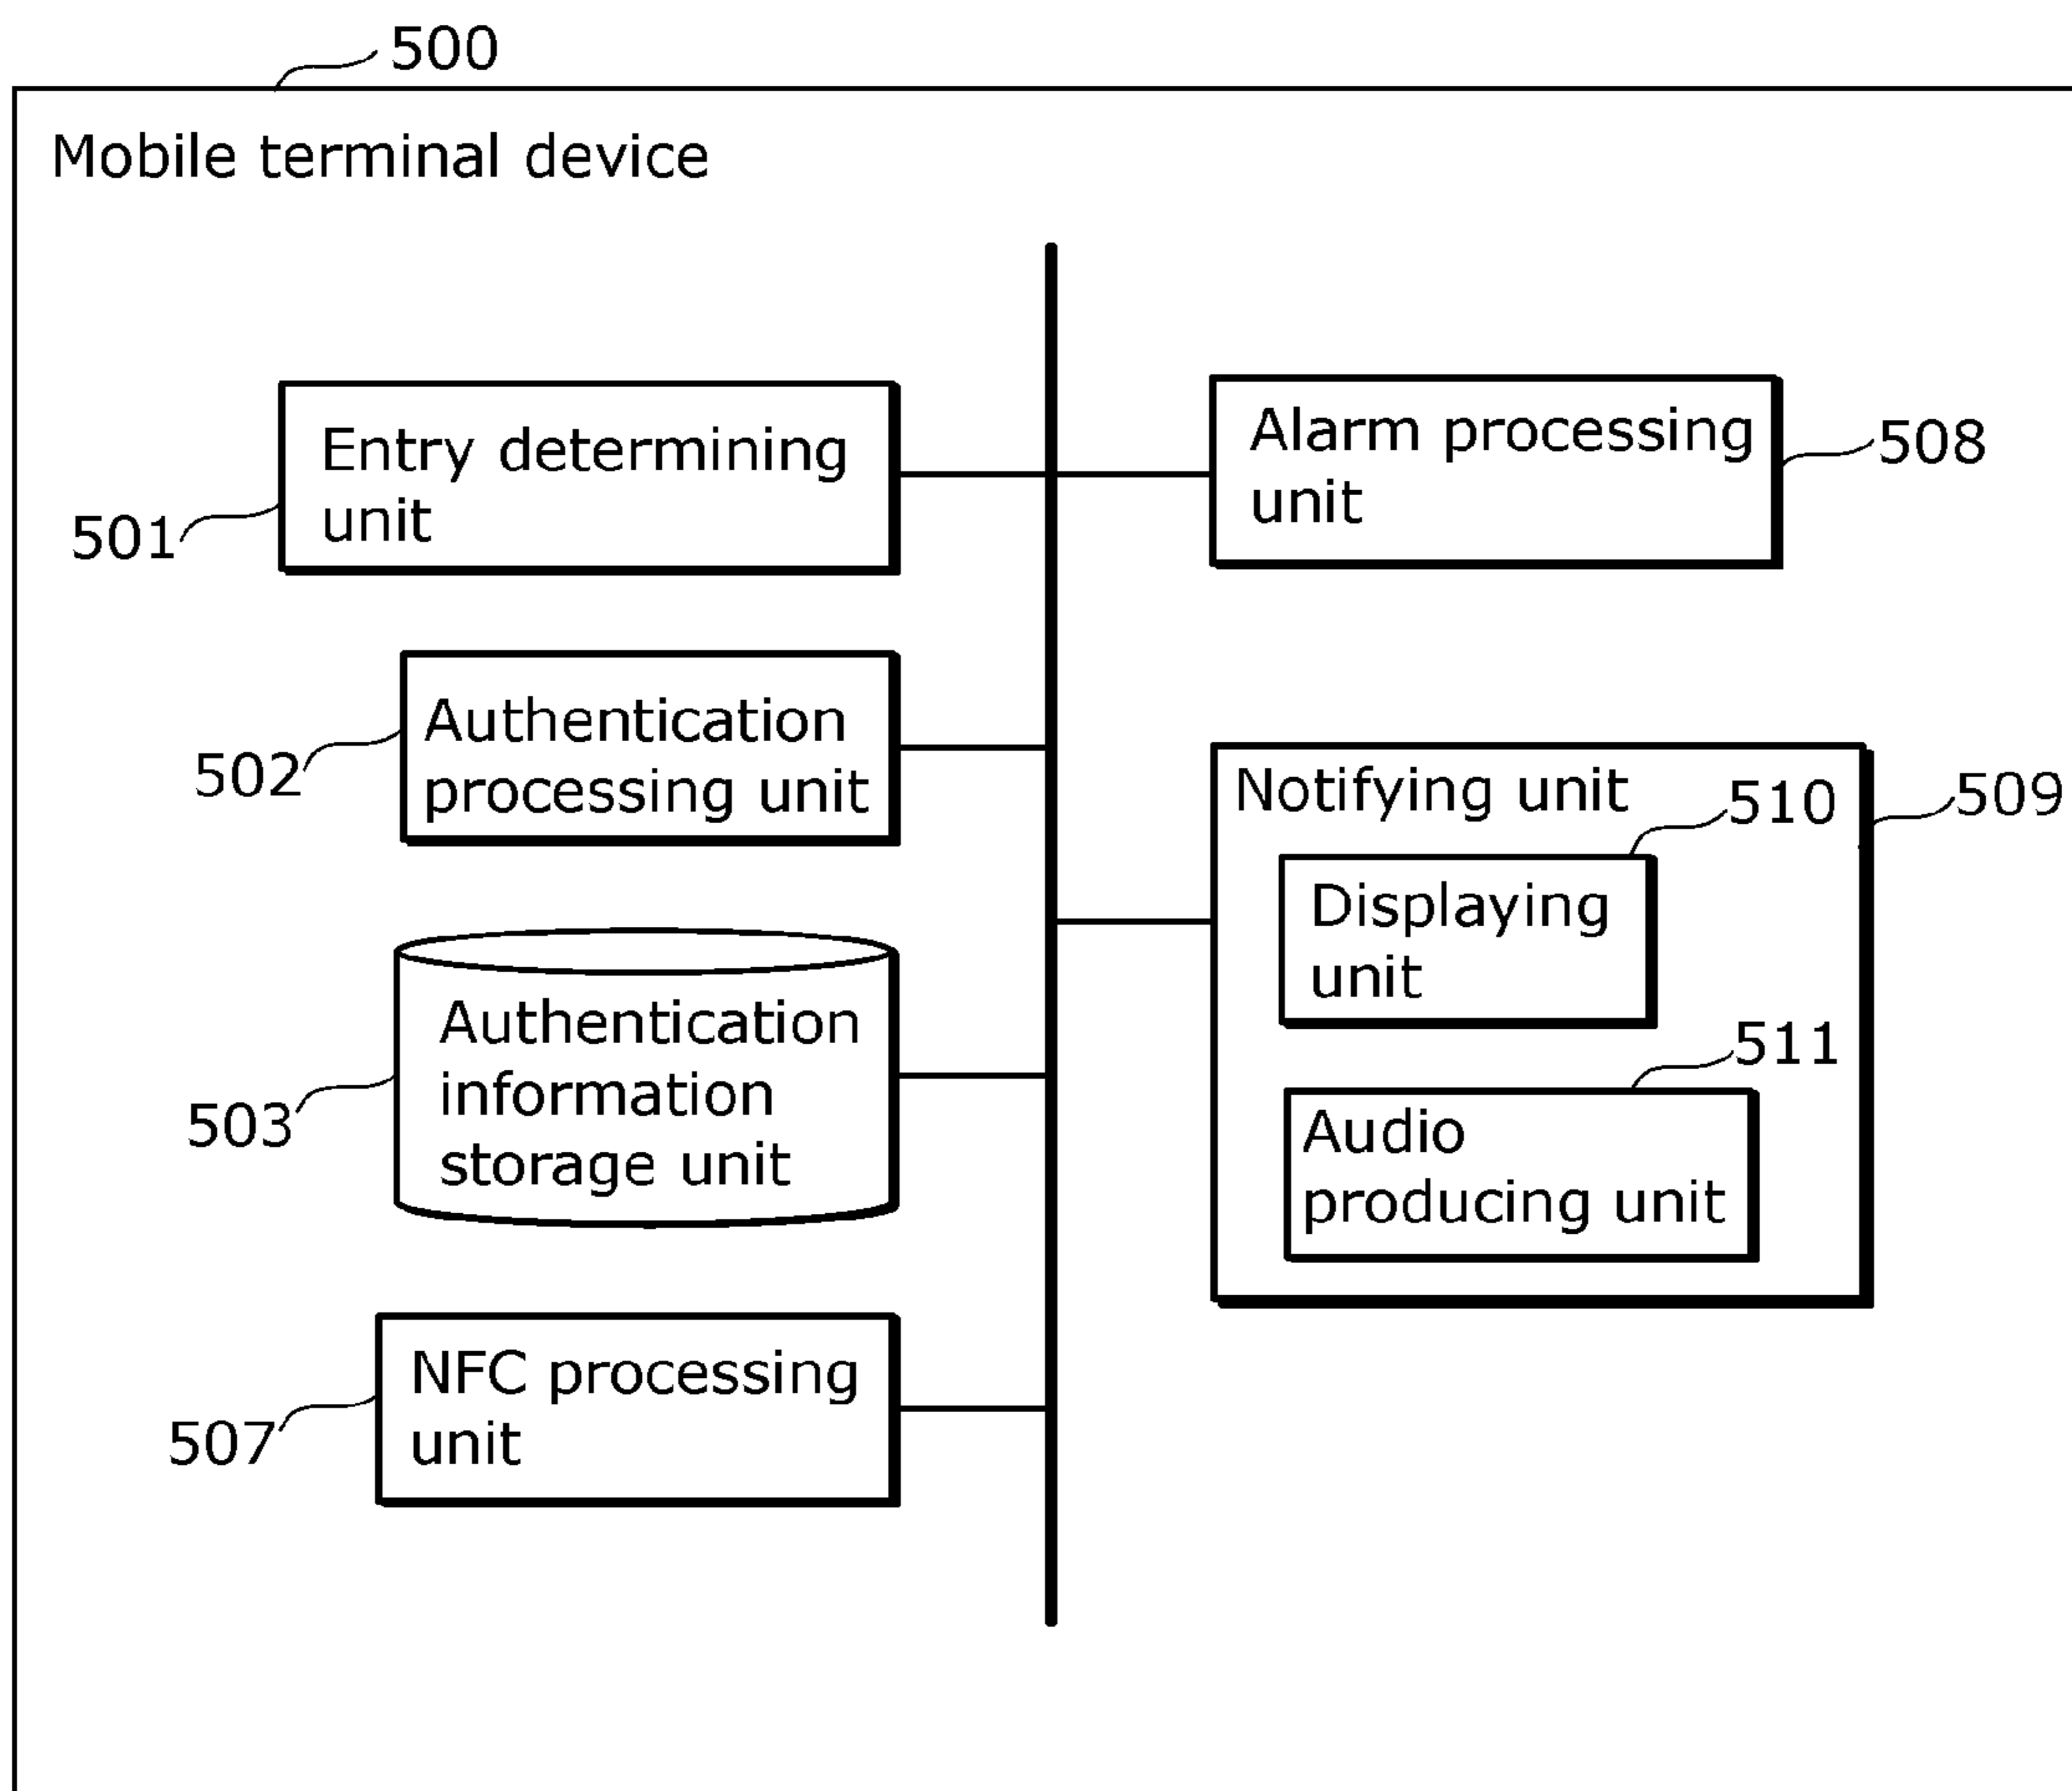 500
Mobile terminal device
Entry determining
unit
501
Authentication
processing unit
502
Authentication
information
storage unit
503
NFC processing
unit
507
Alarm processing
unit
508
Notifying unit
509
510
Displaying
unit
511
Audio
producing unit